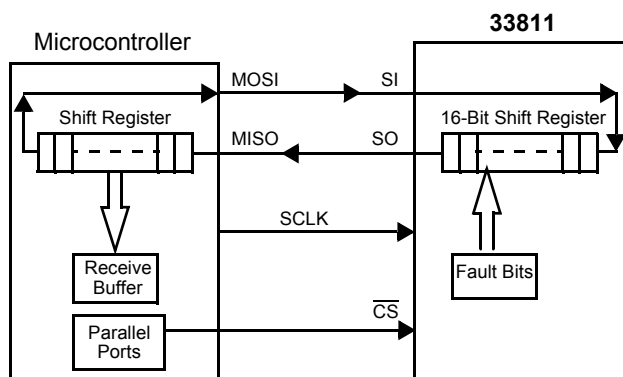 Microcontroller
33811
MOSI
SI
Shift Register
16-Bit Shift Register
MISO
SO
SCLK
Receive
Buffer
Fault Bits
CS
Parallel
Ports